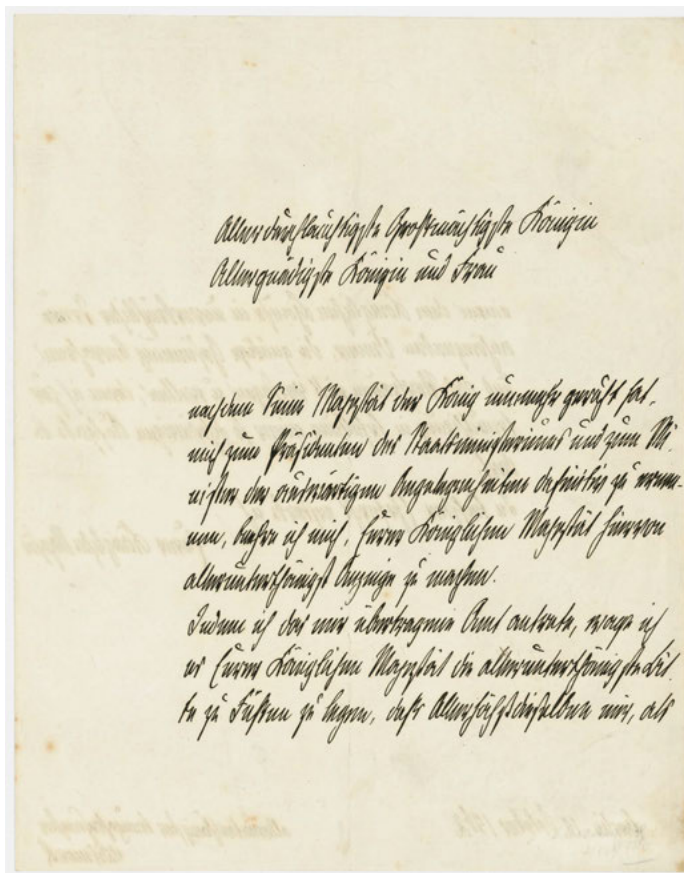 Allerdurchlauchtigste Großmächtigste Königin
Allergnädigste Königin und Frau
nachdem Seine Majestät der König nunmehr geruht hat,
mich zum Präsidenten des Staatsministeriums und zum Mi-
nister der auswärtigen Angelegenheiten definitiv zu ernen-
nen, beehre ich mich, Eurer Königlichen Majestät hiervon
allerunterthänigst Anzeige zu machen.
Indem ich das mir übertragene Amt antrete, wage ich
es Eurer Königlichen Majestät die allerunterthänigste Bit-
te zu Füßen zu legen, daß Allerhöchstdieselben mir, als